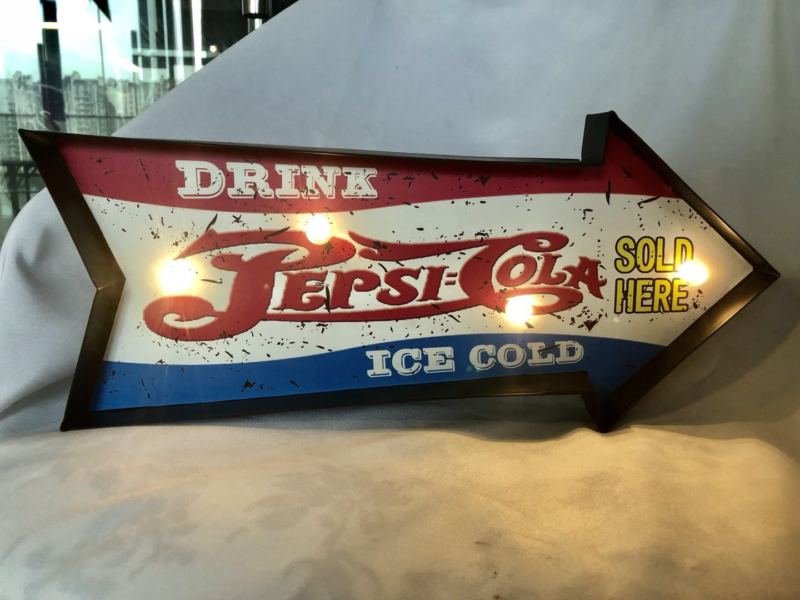 DRINK
PEPSI=COLA
SOLD
HERE
ICE COLD